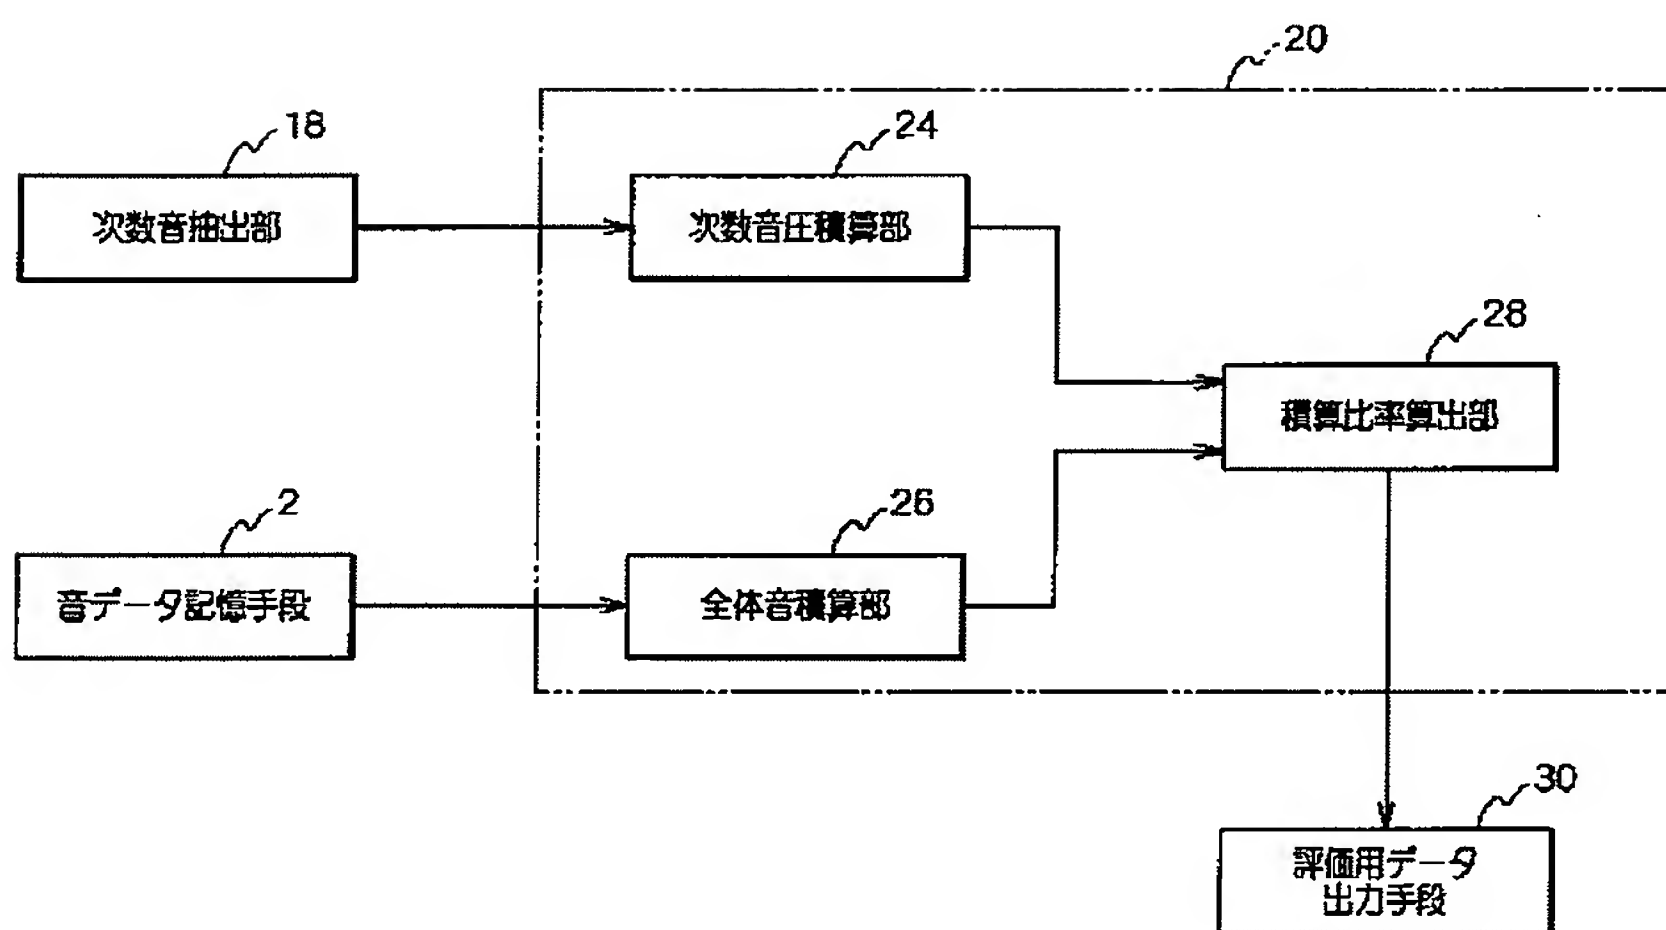 20
18
24
次数音抽出部
次数音圧積算部
28
積算比率算出部
2
26
音データ記憶手段
全体音積算部
30
評価用データ
出力手段